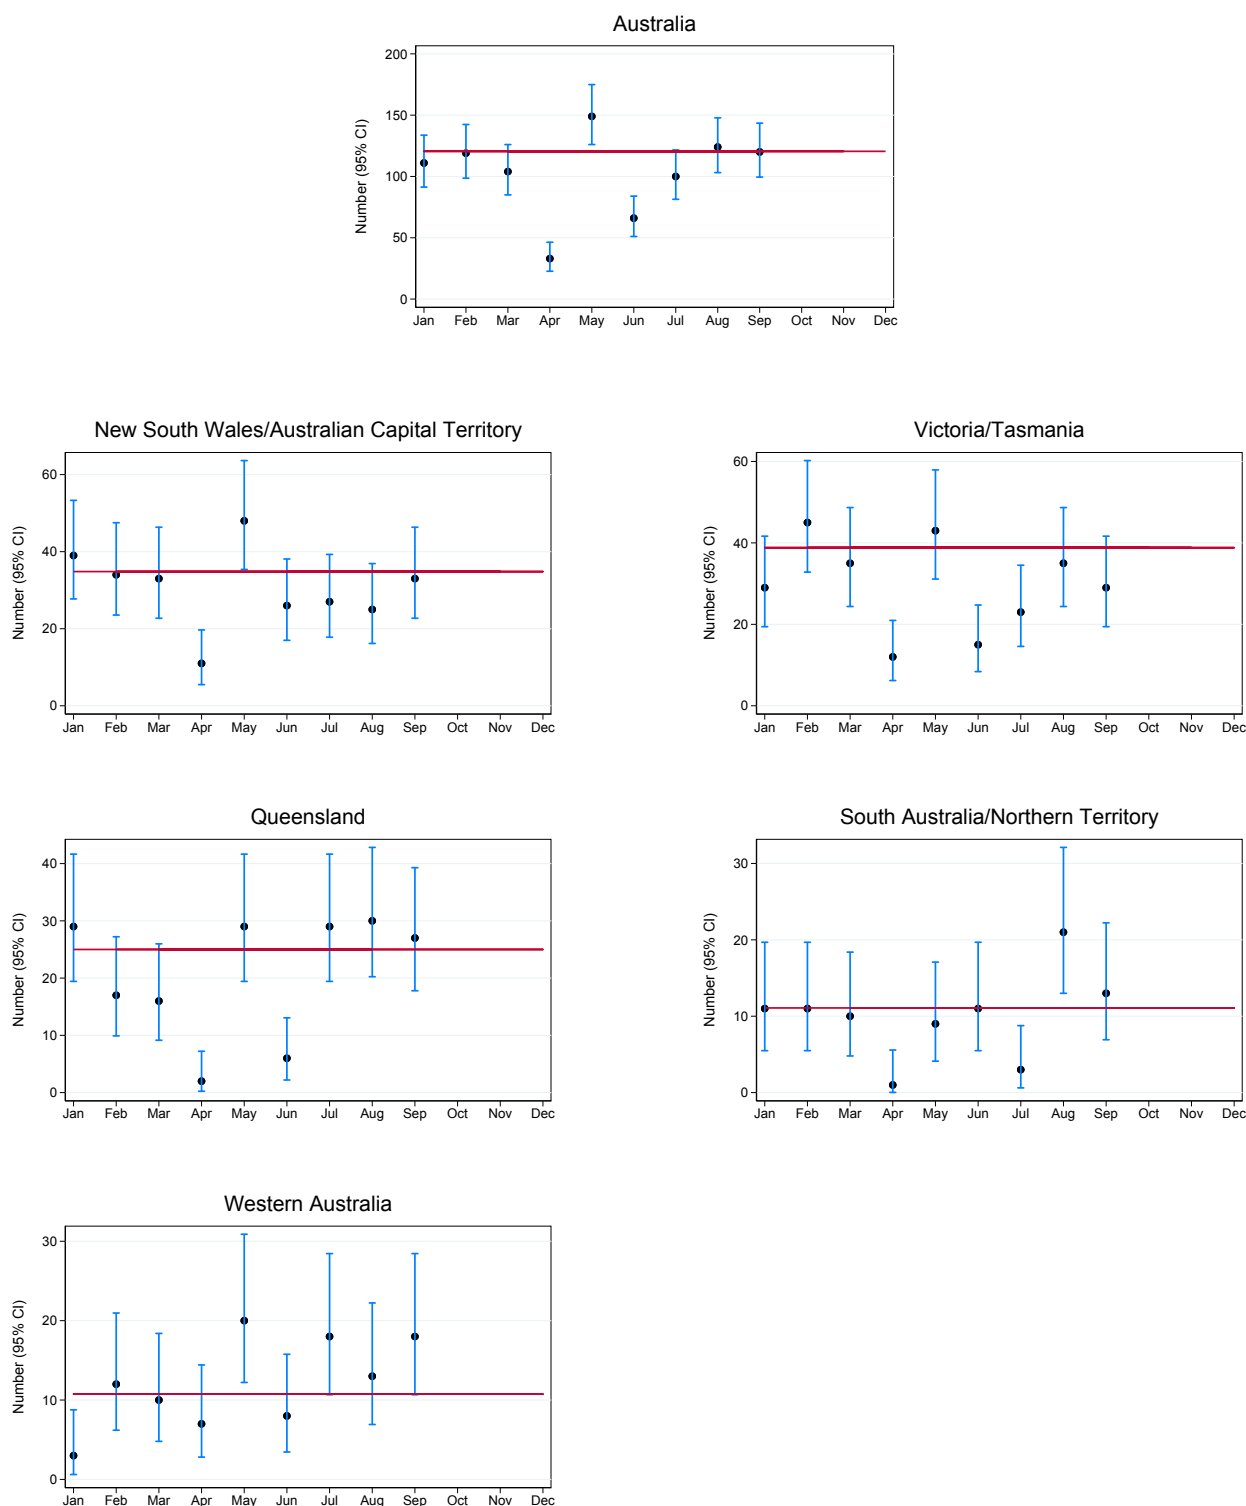 Australia
Number (95% CI)
200
150
100
50
0
Jan Feb Mar Apr May Jun Jul Aug Sep Oct Nov Dec
New South Wales/Australian Capital Territory
Number (95% CI)
60
40
20
0
Jan Feb Mar Apr May Jun Jul Aug Sep Oct Nov Dec
Victoria/Tasmania
Number (95% CI)
60
40
20
0
Jan Feb Mar Apr May Jun Jul Aug Sep Oct Nov Dec
Queensland
Number (95% CI)
40
30
20
10
0
Jan Feb Mar Apr May Jun Jul Aug Sep Oct Nov Dec
South Australia/Northern Territory
Number (95% CI)
30
20
10
0
Jan Feb Mar Apr May Jun Jul Aug Sep Oct Nov Dec
Western Australia
Number (95% CI)
30
20
10
0
Jan Feb Mar Apr May Jun Jul Aug Sep Oct Nov Dec